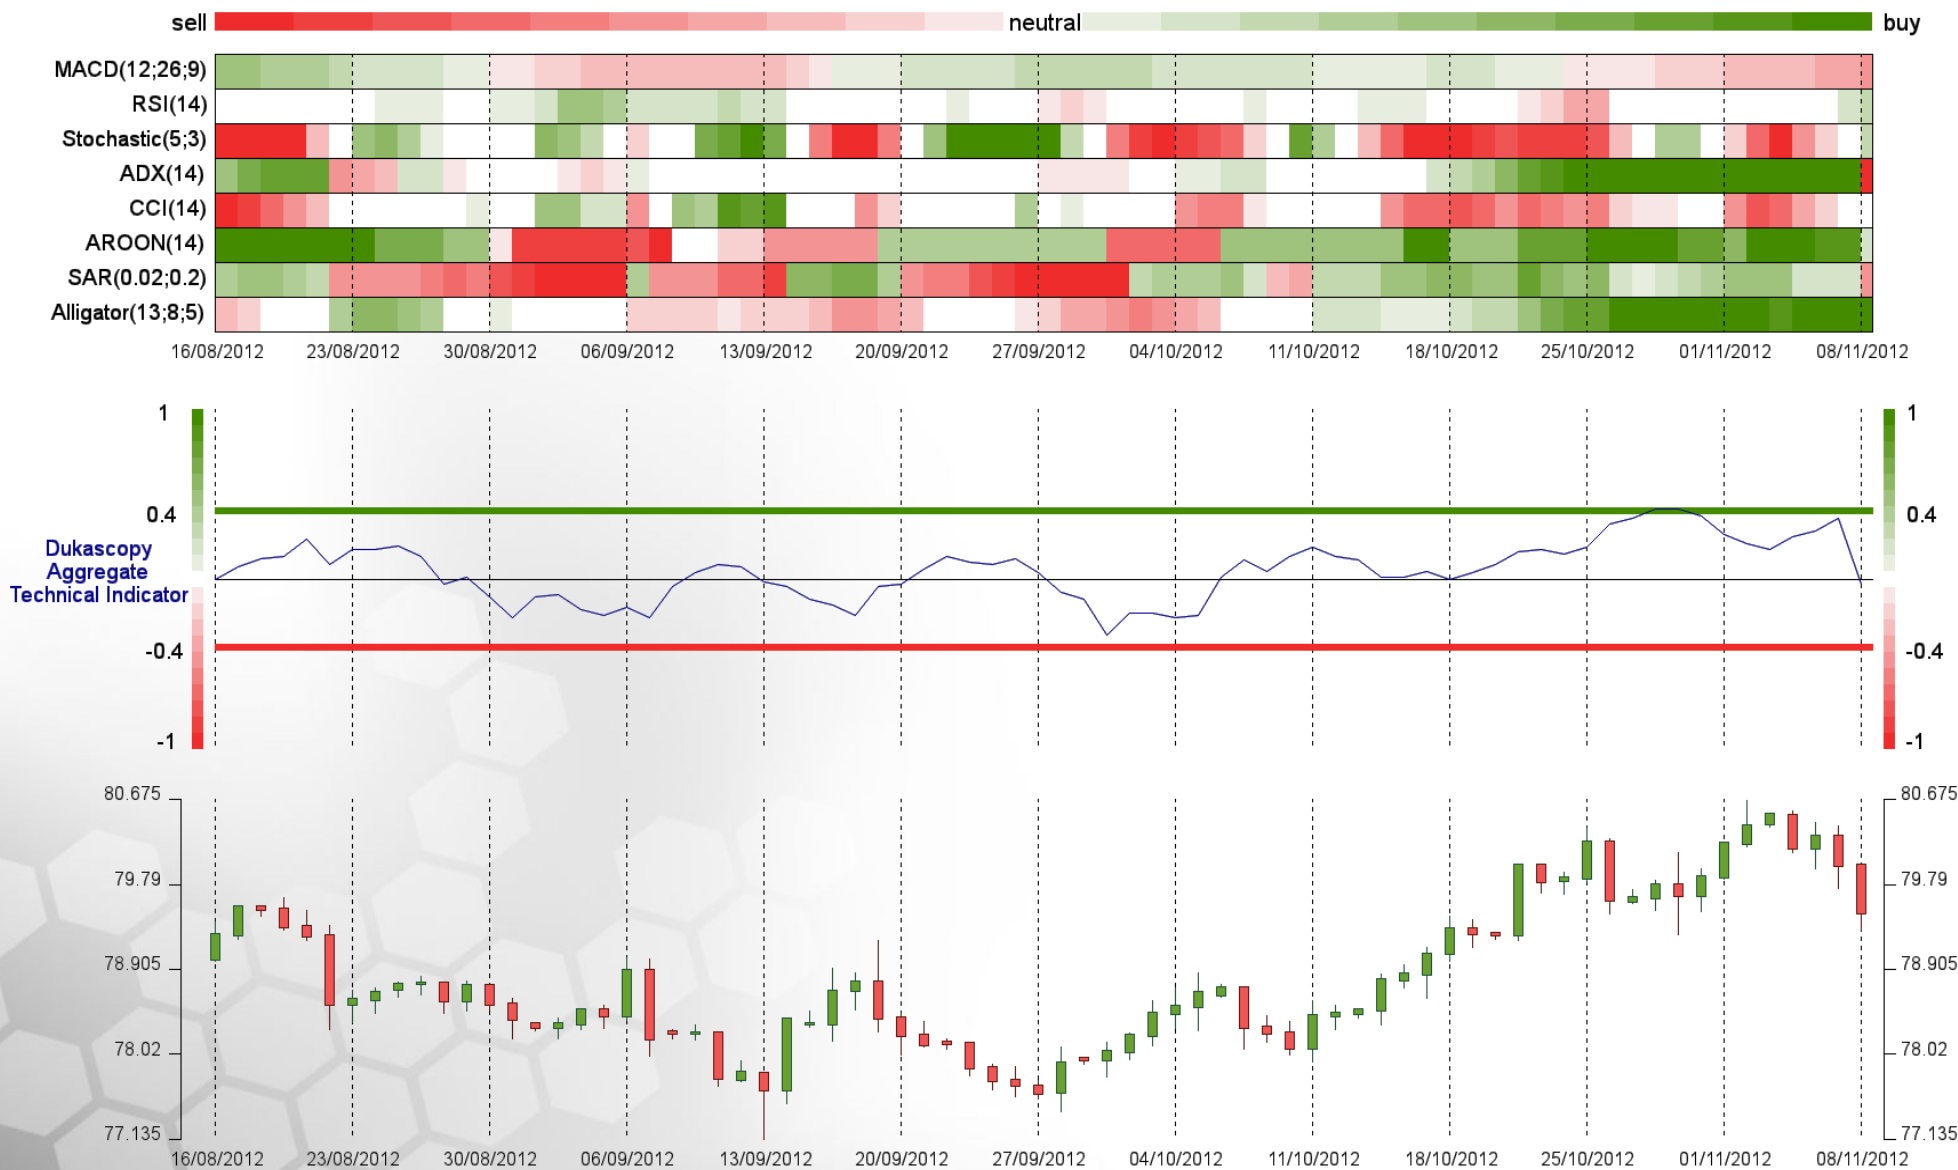 sell neutral buy
MACD(12;26;9)
RSI(14)
Stochastic(5;3)
ADX(14)
CCI(14)
AROON(14)
SAR(0.02;0.2)
Alligator(13;8;5)
16/08/2012 23/08/2012 30/08/2012 06/09/2012 13/09/2012 20/09/2012 27/09/2012 04/10/2012 11/10/2012 18/10/2012 25/10/2012 01/11/2012 08/11/2012
1 1
0.4 0.4
Dukascopy
Aggregate
Technical Indicator
-0.4 -0.4
-1 -1
80.675 80.675
79.79 79.79
78.905 78.905
78.02 78.02
77.135 77.135
16/08/2012 23/08/2012 30/08/2012 06/09/2012 13/09/2012 20/09/2012 27/09/2012 04/10/2012 11/10/2012 18/10/2012 25/10/2012 01/11/2012 08/11/2012